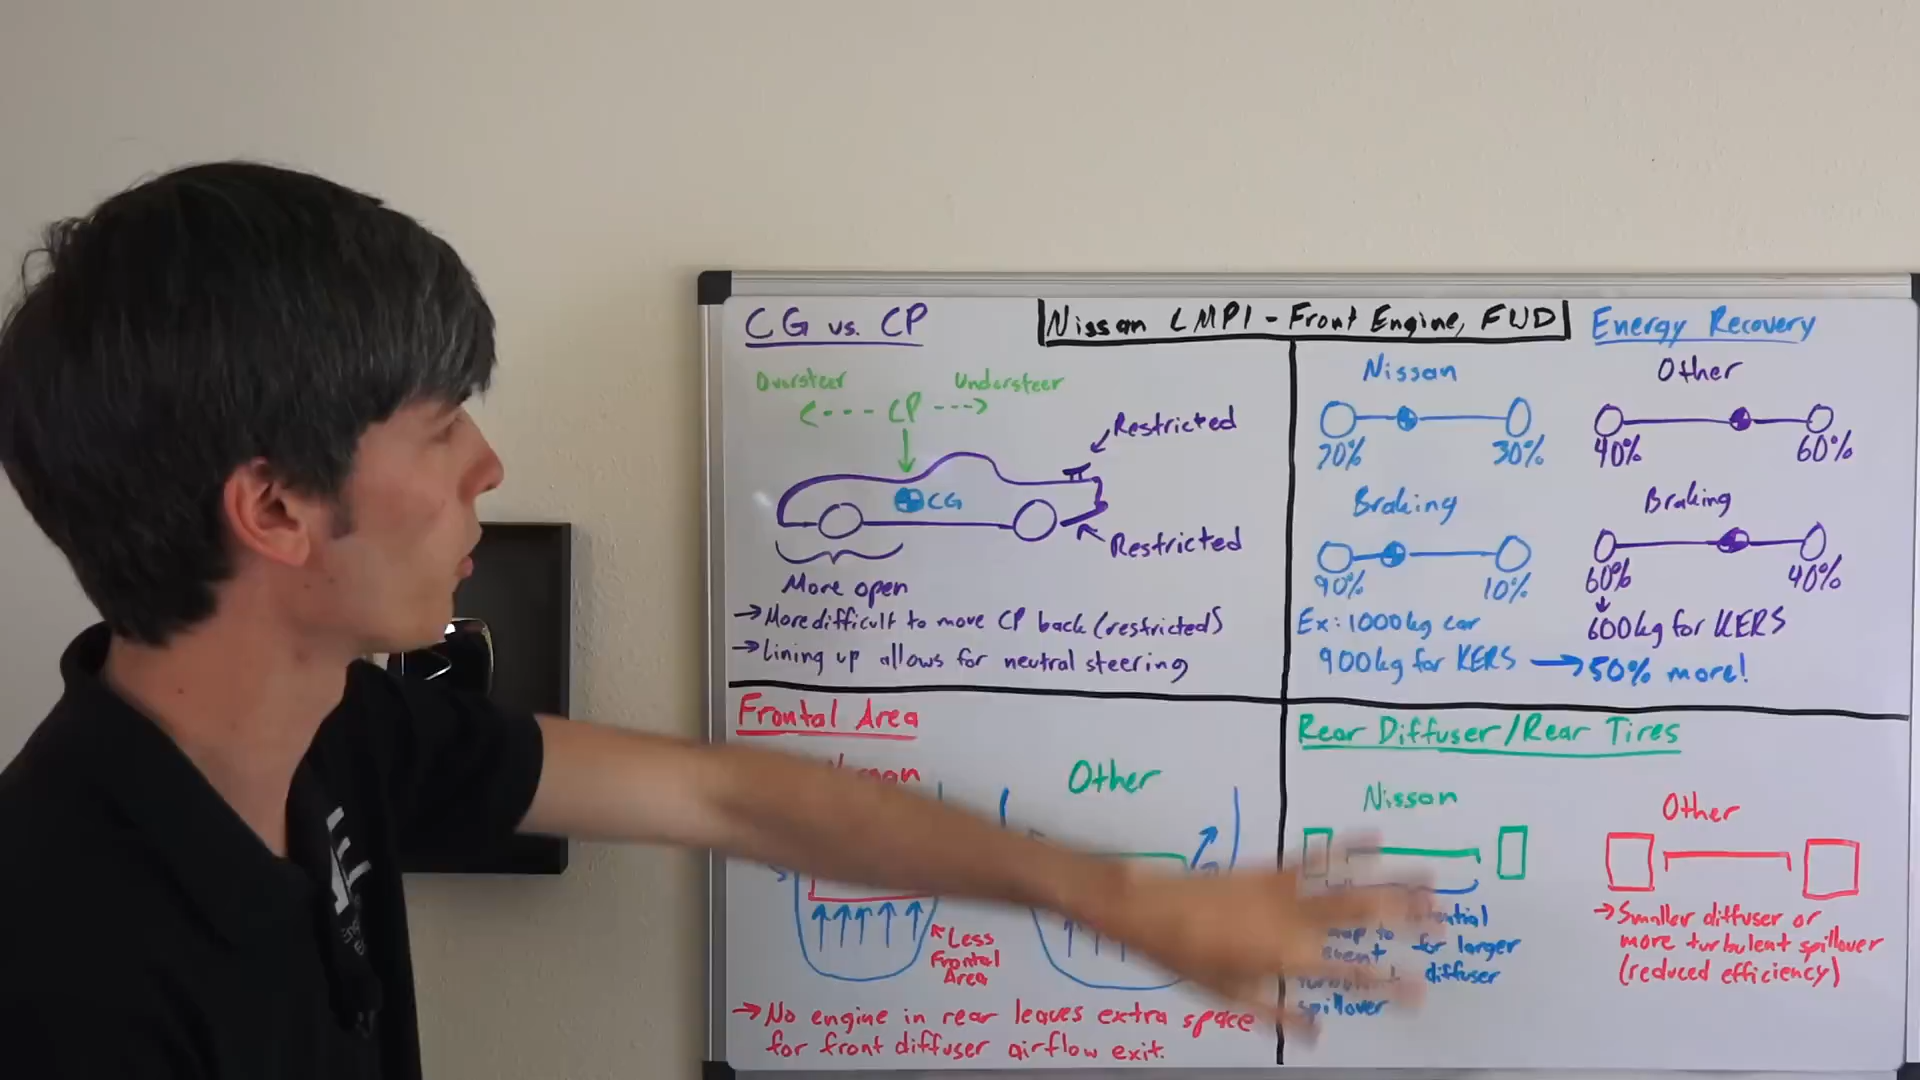 Nissan LMP1 - Front Engine, FWD
CG vs. CP
Oversteer
Understeer
CP
Restricted
CG
Restricted
More open
→More difficult to move CP back (restricted)
→Lining up allows for neutral steering
Energy Recovery
Nissan
Other
70%
30%
40%
60%
Braking
Braking
90%
10%
60%
40%
Ex: 1000kg car
600kg for KERS
900kg for KERS → 50% more!
Frontal Area
Other
Less
Frontal
Area
→No engine in rear leaves extra space
for front diffuser airflow exit.
Rear Diffuser/Rear Tires
Nissan
Other
for larger
diffuser
spillover
→Smaller diffuser or
more turbulent spillover
(reduced efficiency)